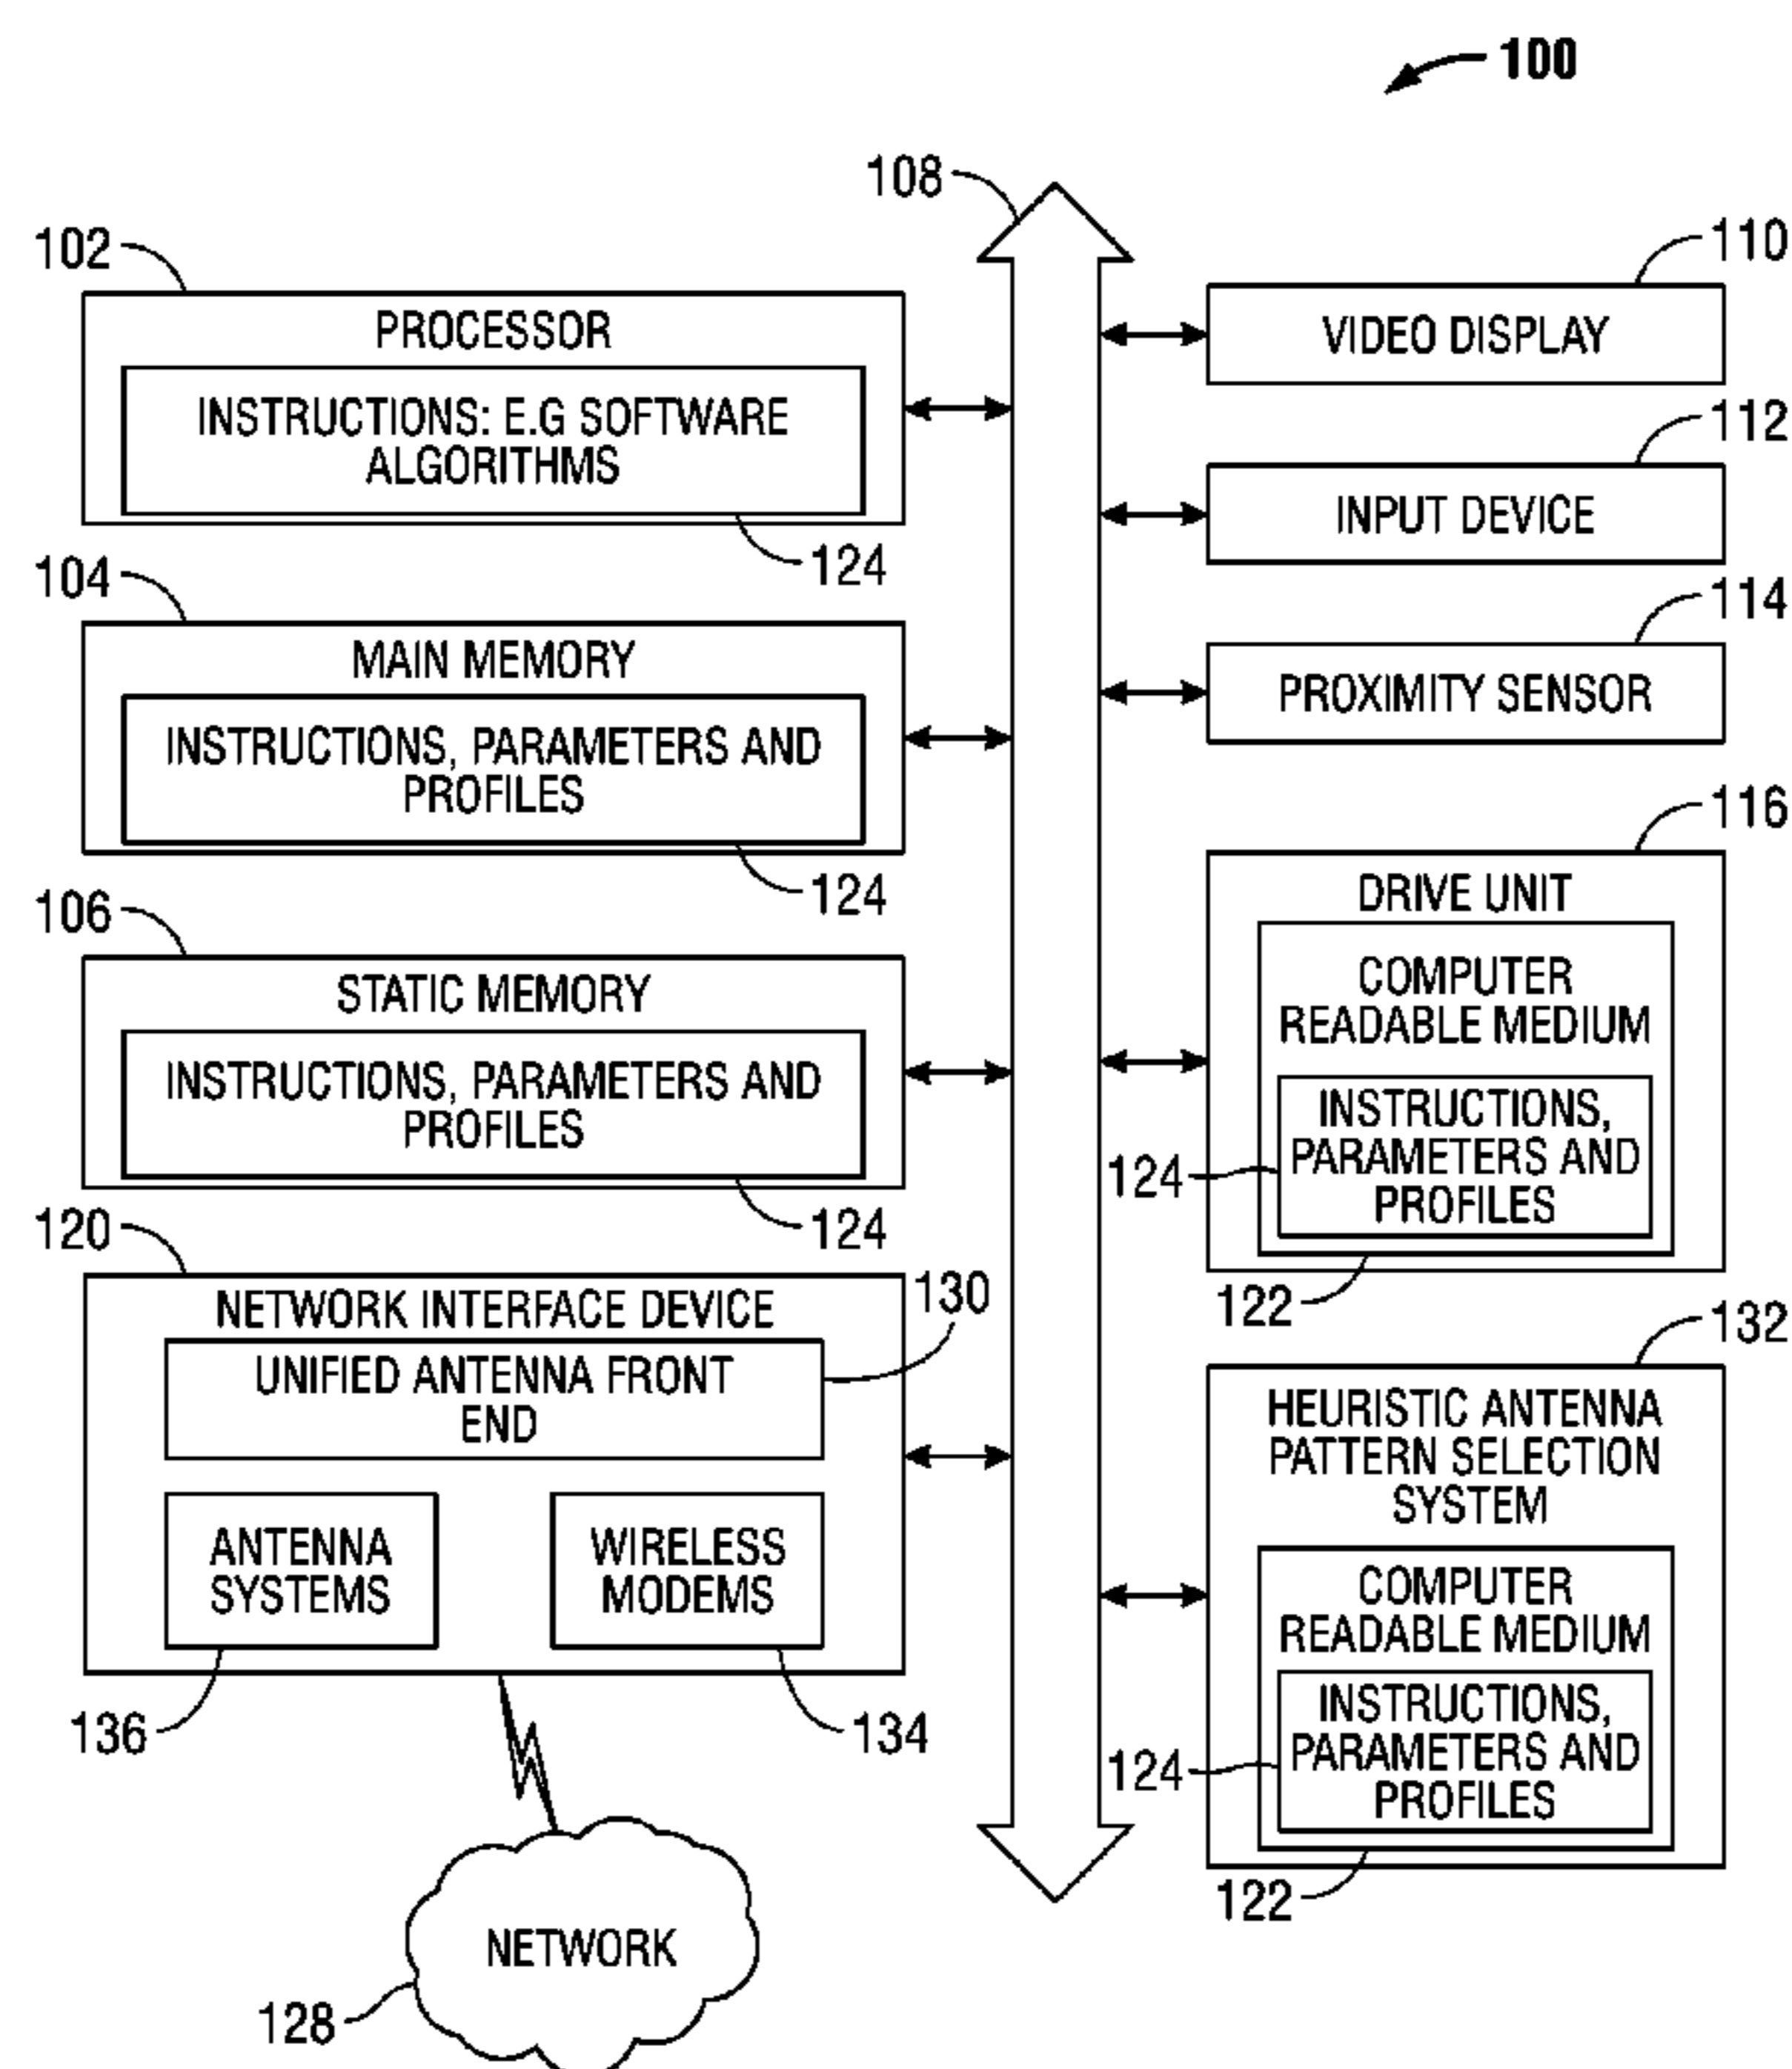 100
108
102
PROCESSOR
INSTRUCTIONS: E.G SOFTWARE
ALGORITHMS
124
104
MAIN MEMORY
INSTRUCTIONS, PARAMETERS AND
PROFILES
124
106
STATIC MEMORY
INSTRUCTIONS, PARAMETERS AND
PROFILES
124
120
NETWORK INTERFACE DEVICE
130
UNIFIED ANTENNA FRONT
END
ANTENNA
SYSTEMS
WIRELESS
MODEMS
136
134
NETWORK
128
110
VIDEO DISPLAY
112
INPUT DEVICE
114
PROXIMITY SENSOR
116
DRIVE UNIT
COMPUTER
READABLE MEDIUM
INSTRUCTIONS,
PARAMETERS AND
PROFILES
124
122
132
HEURISTIC ANTENNA
PATTERN SELECTION
SYSTEM
COMPUTER
READABLE MEDIUM
INSTRUCTIONS,
PARAMETERS AND
PROFILES
124
122